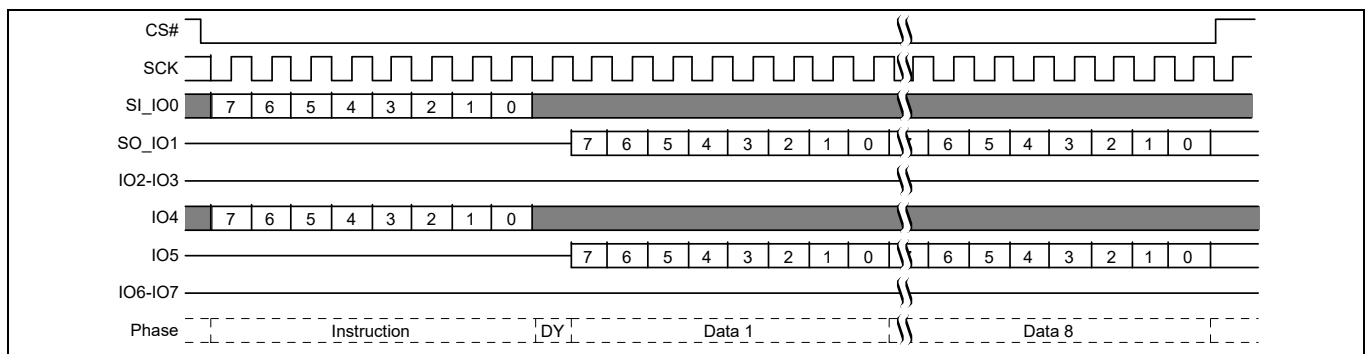 CS#
SCK
SI_IO0 7 6 5 4 3 2 1 0
SO_IO1 7 6 5 4 3 2 1 0 6 5 4 3 2 1 0
IO2-IO3
IO4 7 6 5 4 3 2 1 0
IO5 7 6 5 4 3 2 1 0 6 5 4 3 2 1 0
IO6-IO7
Phase Instruction DY Data 1 Data 8